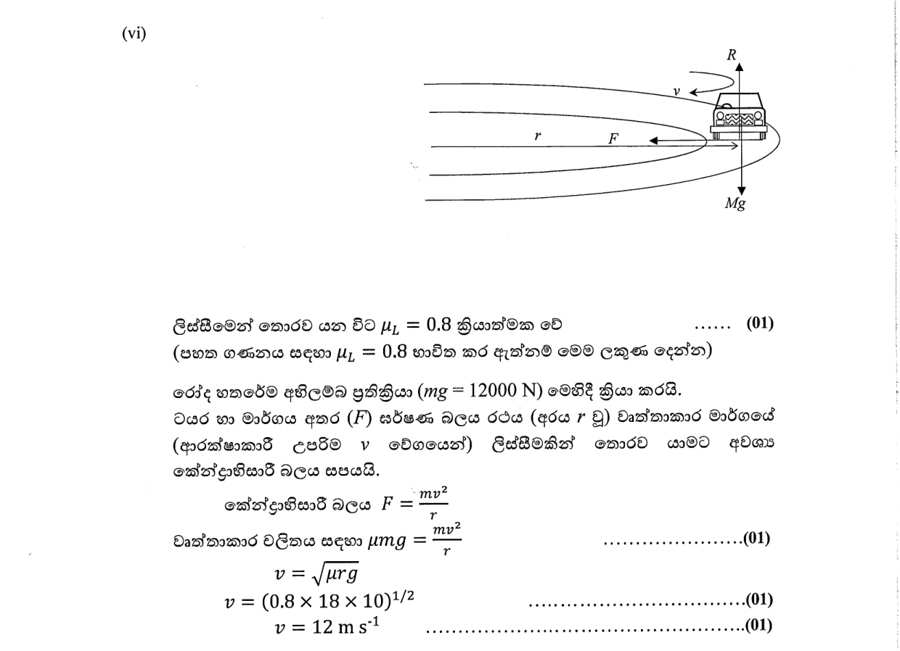 (vi)
R
v
r
F
Mg
ලිස්සීමෙන් තොරව යන විට μ_L = 0.8 ක්‍රියාත්මක වේ ...... (01)
(පහත ගණනය සඳහා μ_L = 0.8 භාවිත කර ඇත්නම් මෙම ලකුණ දෙන්න)
රෝද හතරේම අභිලම්බ ප්‍රතික්‍රියා (mg = 12000 N) මෙහිදී ක්‍රියා කරයි.
ටයර හා මාර්ගය අතර (F) ඝර්ෂණ බලය රථය (අරය r වූ) වෘත්තාකාර මාර්ගයේ
(ආරක්ෂාකාරී උපරිම v වේගයෙන්) ලිස්සීමකින් තොරව යාමට අවශ්‍ය
කේන්ද්‍රාභිසාරී බලය සපයයි.
කේන්ද්‍රාභිසාරී බලය F = mv²/r
වෘත්තාකාර චලිතය සඳහා μmg = mv²/r ......................(01)
v = √μrg
v = (0.8 × 18 × 10)^1/2 ..................................(01)
v = 12 m s⁻¹ ..................................................(01)